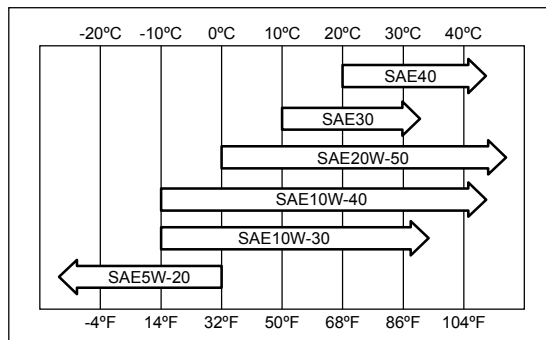 -20ºC -10ºC 0ºC 10ºC 20ºC 30ºC 40ºC
SAE40
SAE30
SAE20W-50
SAE10W-40
SAE10W-30
SAE5W-20
-4ºF 14ºF 32ºF 50ºF 68ºF 86ºF 104ºF